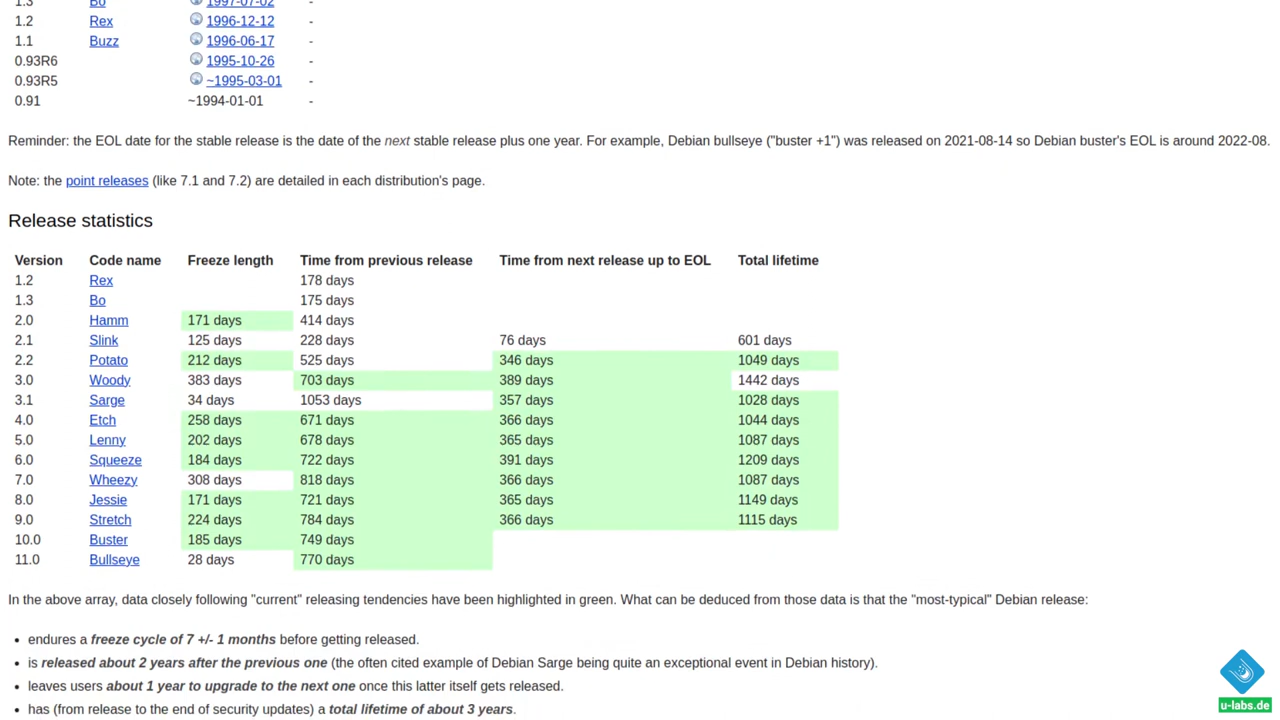 1.3 Bo 1997-07-02 -
1.2 Rex 1996-12-12 -
1.1 Buzz 1996-06-17 -
0.93R6 1995-10-26 -
0.93R5 ~1995-03-01 -
0.91 ~1994-01-01 -
Reminder: the EOL date for the stable release is the date of the next stable release plus one year. For example, Debian bullseye ("buster +1") was released on 2021-08-14 so Debian buster's EOL is around 2022-08.
Note: the point releases (like 7.1 and 7.2) are detailed in each distribution's page.
Release statistics
Version Code name Freeze length Time from previous release Time from next release up to EOL Total lifetime
1.2 Rex 178 days
1.3 Bo 175 days
2.0 Hamm 171 days 414 days
2.1 Slink 125 days 228 days 76 days 601 days
2.2 Potato 212 days 525 days 346 days 1049 days
3.0 Woody 383 days 703 days 389 days 1442 days
3.1 Sarge 34 days 1053 days 357 days 1028 days
4.0 Etch 258 days 671 days 366 days 1044 days
5.0 Lenny 202 days 678 days 365 days 1087 days
6.0 Squeeze 184 days 722 days 391 days 1209 days
7.0 Wheezy 308 days 818 days 366 days 1087 days
8.0 Jessie 171 days 721 days 365 days 1149 days
9.0 Stretch 224 days 784 days 366 days 1115 days
10.0 Buster 185 days 749 days
11.0 Bullseye 28 days 770 days
In the above array, data closely following "current" releasing tendencies have been highlighted in green. What can be deduced from those data is that the "most-typical" Debian release:
• endures a freeze cycle of 7 +/- 1 months before getting released.
• is released about 2 years after the previous one (the often cited example of Debian Sarge being quite an exceptional event in Debian history).
• leaves users about 1 year to upgrade to the next one once this latter itself gets released.
• has (from release to the end of security updates) a total lifetime of about 3 years.
u-labs.de